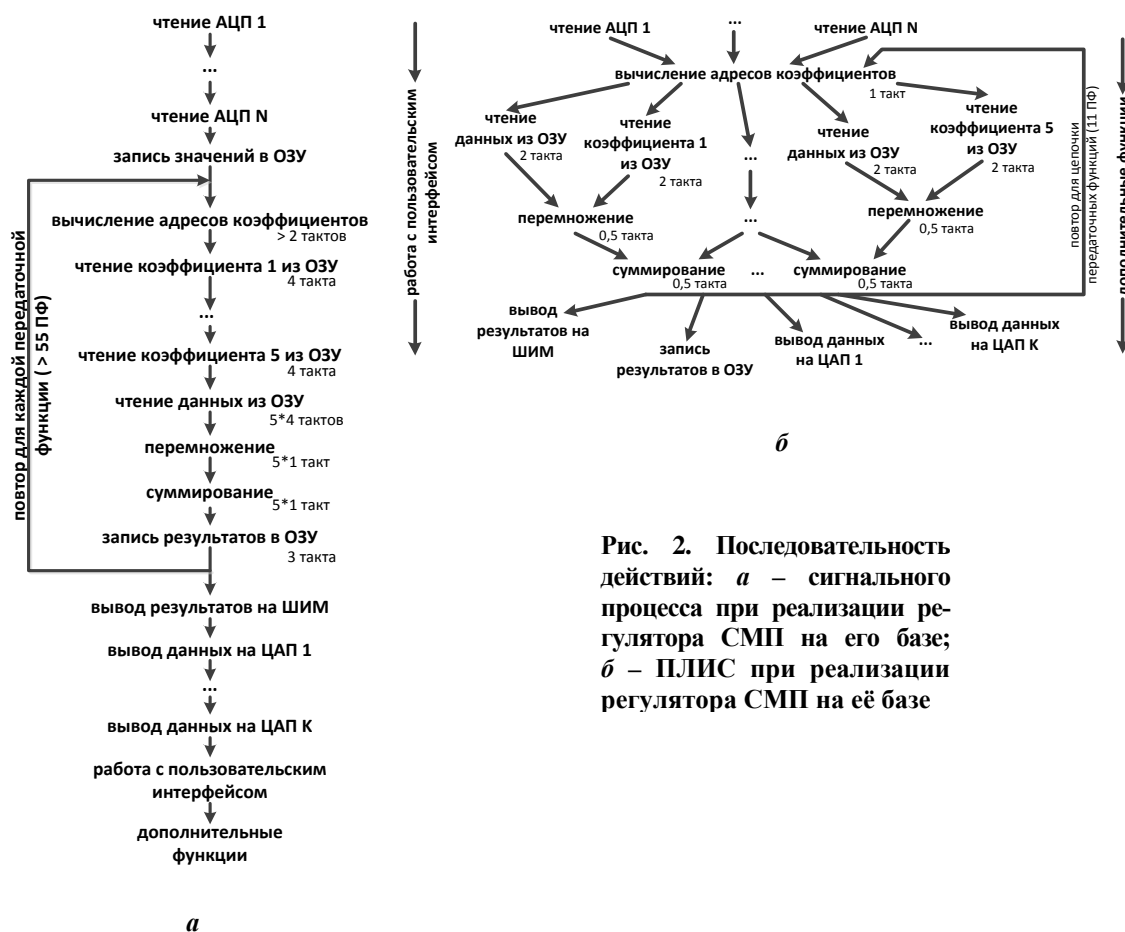 чтение АЦП 1
...
чтение АЦП N
запись значений в ОЗУ
вычисление адресов коэффициентов
> 2 тактов
чтение коэффициента 1 из ОЗУ
4 такта
...
чтение коэффициента 5 из ОЗУ
4 такта
чтение данных из ОЗУ
5*4 тактов
перемножение
5*1 такт
суммирование
5*1 такт
запись результатов в ОЗУ
3 такта
вывод результатов на ШИМ
вывод данных на ЦАП 1
...
вывод данных на ЦАП K
работа с пользовательским
интерфейсом
дополнительные
функции
повтор для каждой передаточной
функции ( > 55 ПФ)
а
работа с пользовательским
интерфейсом
чтение АЦП 1
...
чтение АЦП N
вычисление адресов коэффициентов
1 такт
чтение
данных из ОЗУ
2 такта
чтение
коэффициента 1
из ОЗУ
2 такта
...
чтение
данных из ОЗУ
2 такта
чтение
коэффициента 5
из ОЗУ
2 такта
перемножение
0,5 такта
...
перемножение
0,5 такта
суммирование
0,5 такта
...
суммирование
0,5 такта
вывод
результатов на
ШИМ
запись
результатов в ОЗУ
вывод данных
на ЦАП 1
...
вывод данных
на ЦАП K
повтор для цепочки
передаточных функций (11 ПФ)
дополнительные функции
б
Рис. 2. Последовательность
действий: а – сигнального
процесса при реализации ре-
гулятора СМП на его базе;
б – ПЛИС при реализации
регулятора СМП на её базе